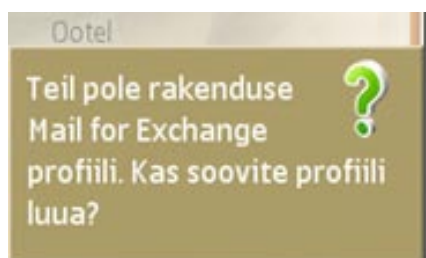 Ootel
Teil pole rakenduse
Mail for Exchange
profiili. Kas soovite profiili
luua?